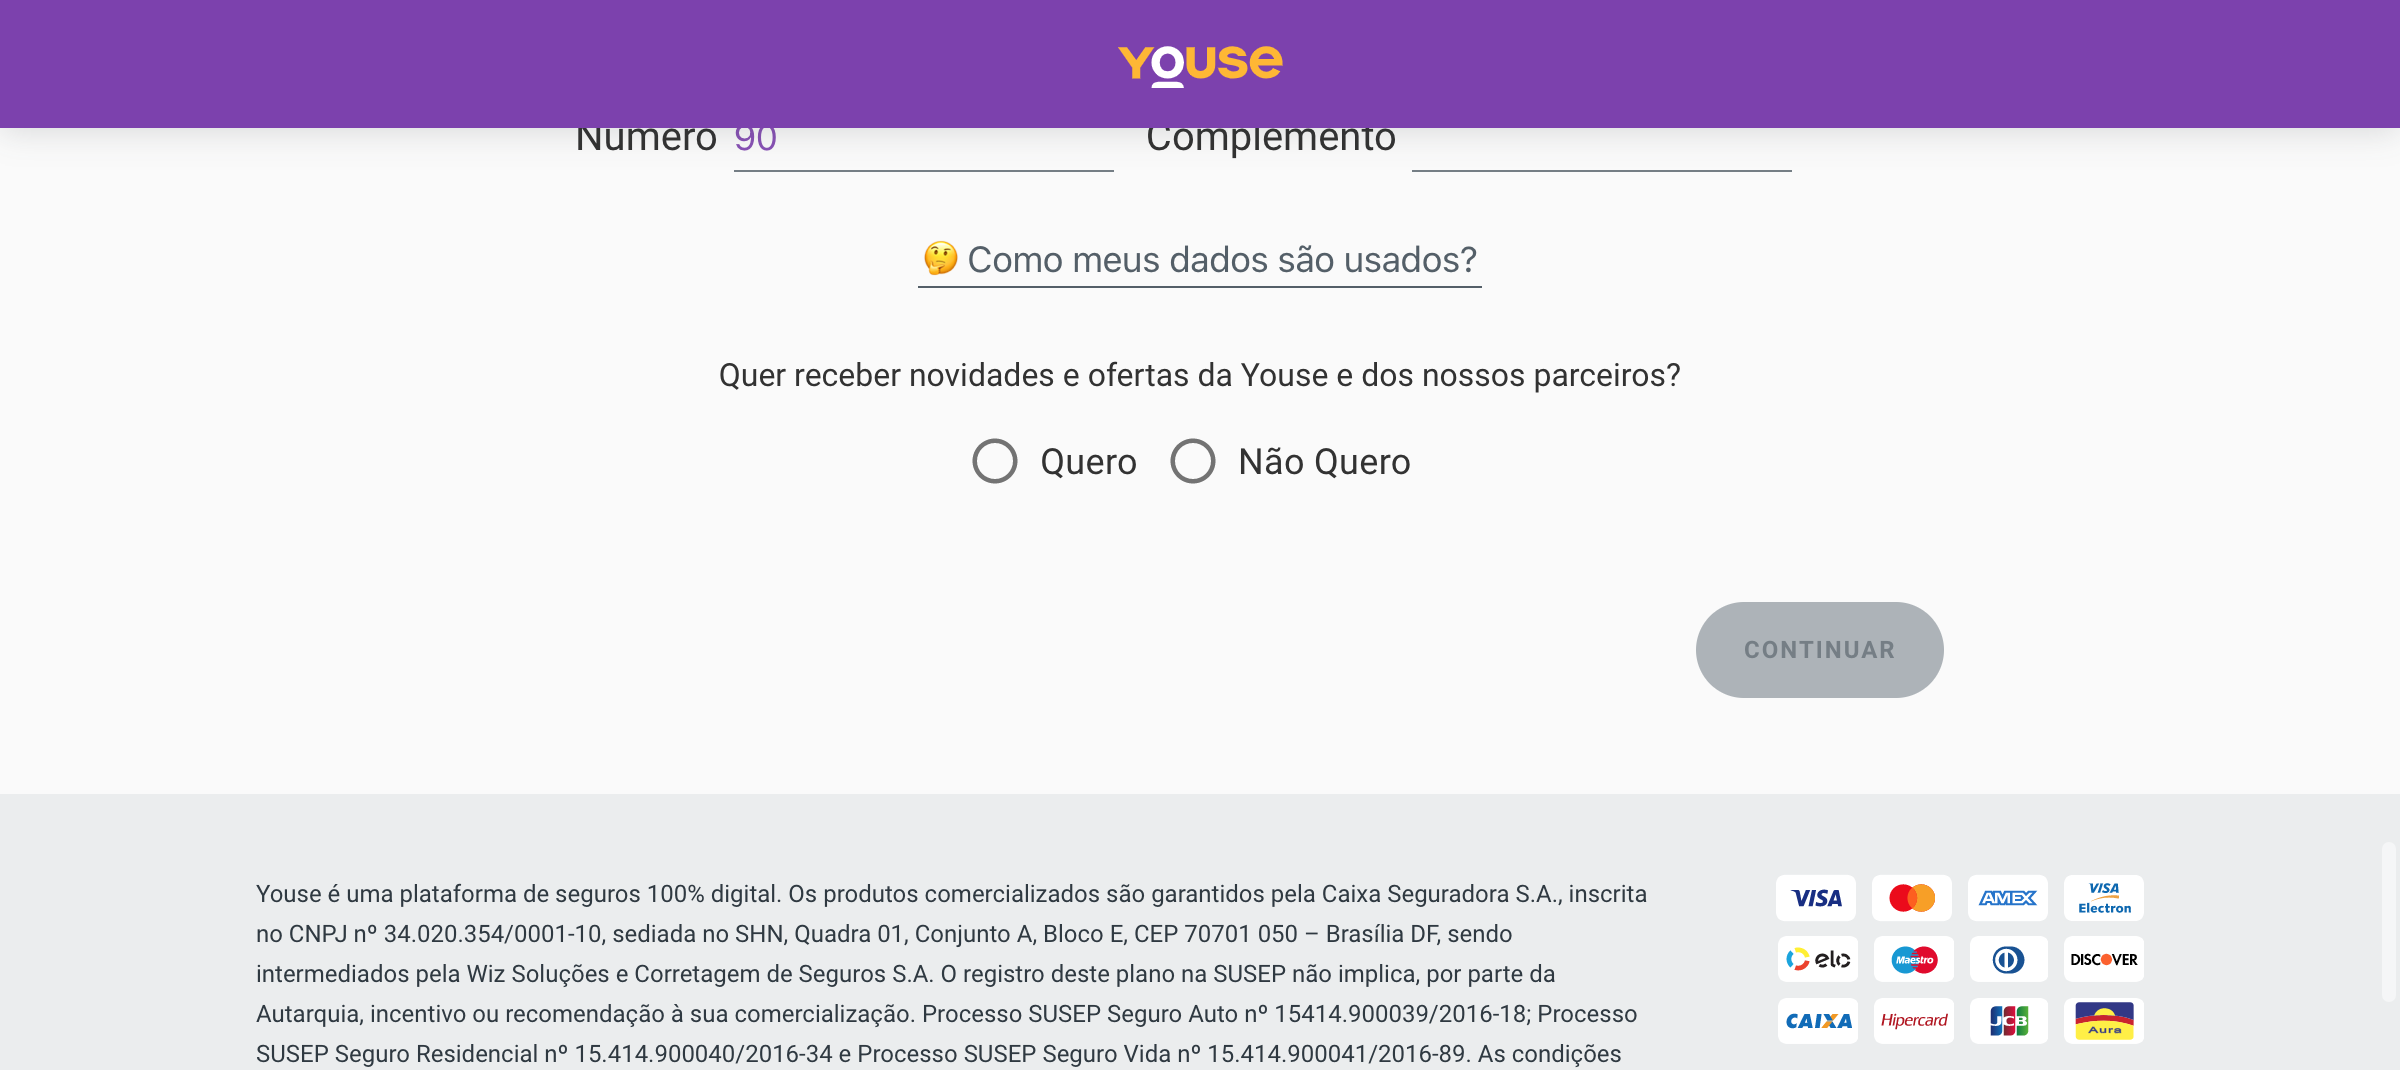 Youse
Número 90 Complemento
🤔 Como meus dados são usados?
Quer receber novidades e ofertas da Youse e dos nossos parceiros?
Quero Não Quero
CONTINUAR
Youse é uma plataforma de seguros 100% digital. Os produtos comercializados são garantidos pela Caixa Seguradora S.A., inscrita
no CNPJ nº 34.020.354/0001-10, sediada no SHN, Quadra 01, Conjunto A, Bloco E, CEP 70701 050 – Brasília DF, sendo
intermediados pela Wiz Soluções e Corretagem de Seguros S.A. O registro deste plano na SUSEP não implica, por parte da
Autarquia, incentivo ou recomendação à sua comercialização. Processo SUSEP Seguro Auto nº 15414.900039/2016-18; Processo
SUSEP Seguro Residencial nº 15.414.900040/2016-34 e Processo SUSEP Seguro Vida nº 15.414.900041/2016-89. As condições
VISA AMEX VISA Electron
elo Maestro DISCOVER
CAIXA Hipercard JCB Aura